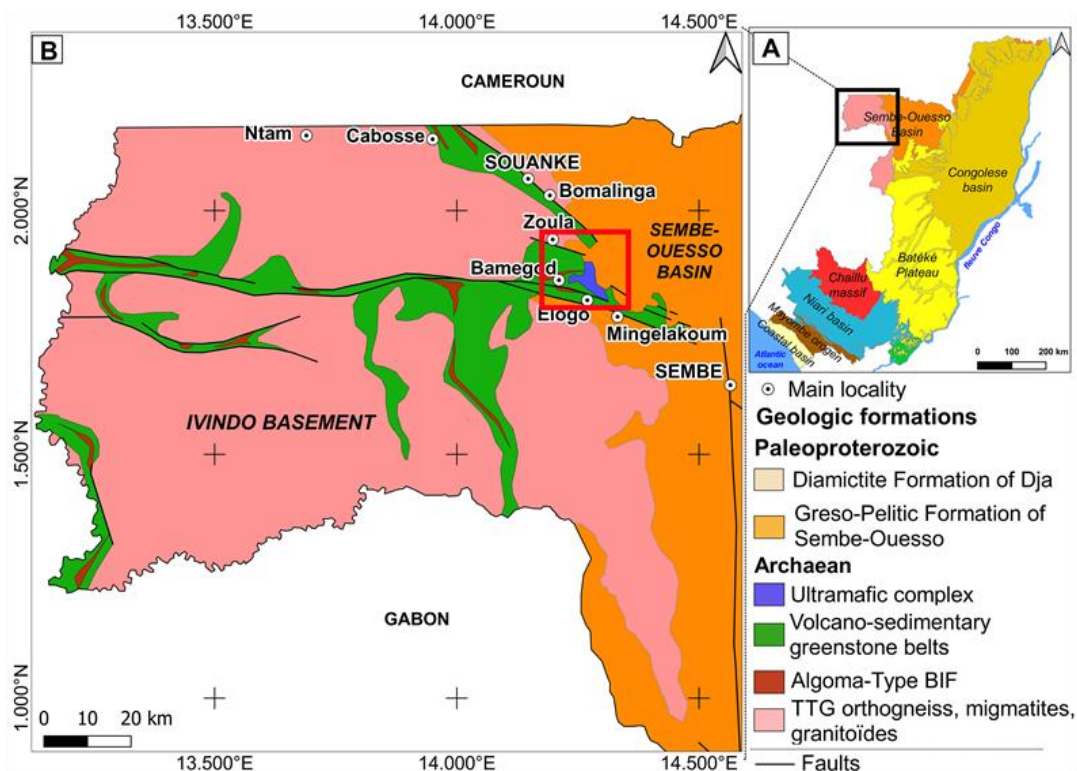 13.500°E
14.000°E
14.500°E
B
CAMEROUN
Ntam
Cabosse
SOUANKE
Bomalinga
Zoula
SEMBE-
OUESSO
BASIN
Bamegod
Elogo
Mingelakoum
SEMBE
IVINDO BASEMENT
GABON
2.000°N
1.500°N
1.000°N
0 10 20 km
13.500°E
14.000°E
14.500°E
A
Sembe-Ouesso
Basin
Congolese
basin
fleuve Congo
Batéké
Plateau
Chaillu
massif
Niari basin
Mayombe orogen
Coastal basin
Atlantic
ocean
0 100 200 km
Main locality
Geologic formations
Paleoproterozoic
Diamictite Formation of Dja
Greso-Pelitic Formation of
Sembe-Ouesso
Archaean
Ultramafic complex
Volcano-sedimentary
greenstone belts
Algoma-Type BIF
TTG orthogneiss, migmatites,
granitoïdes
Faults